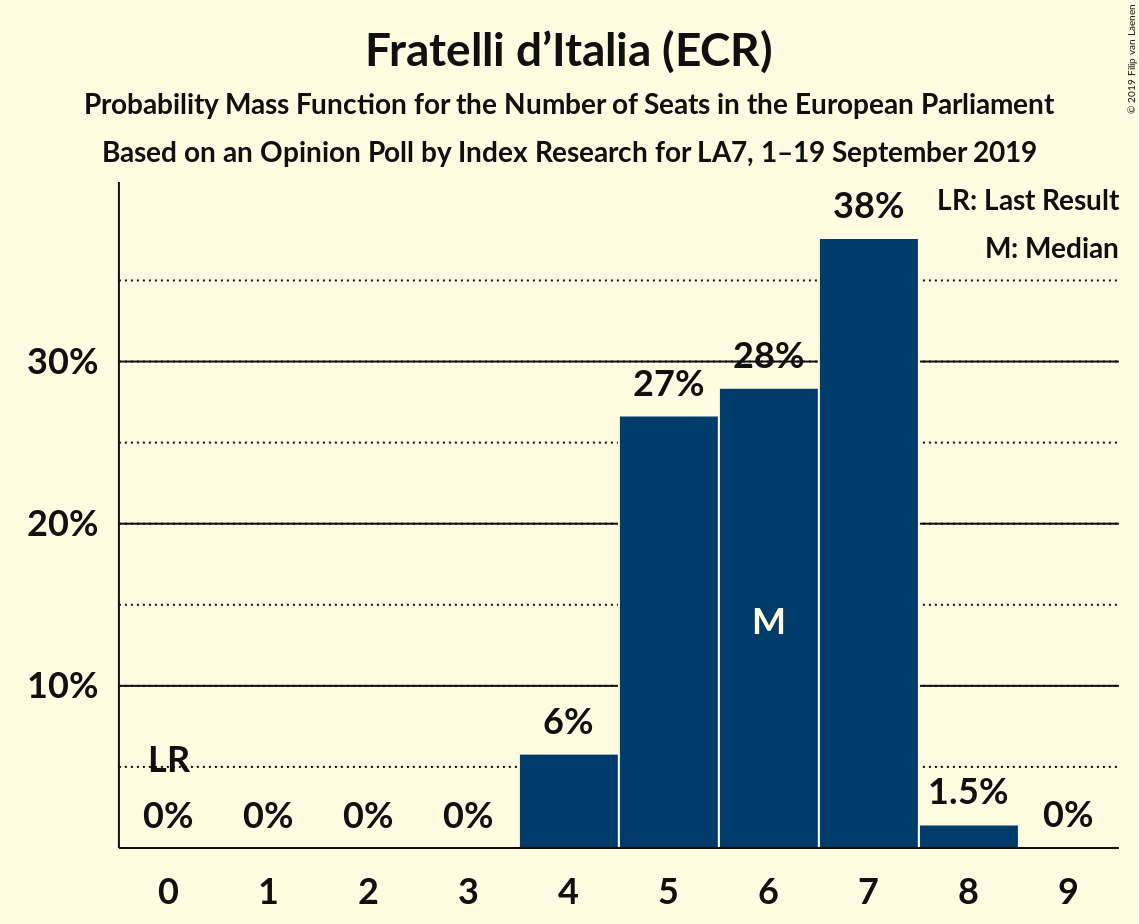 Fratelli d’Italia (ECR)
Probability Mass Function for the Number of Seats in the European Parliament
Based on an Opinion Poll by Index Research for LA7, 1–19 September 2019
© 2019 Filip van Laenen
LR: Last Result
M: Median
30%
20%
10%
LR
0%
0%
0%
0%
6%
27%
28%
M
38%
1.5%
0%
0 1 2 3 4 5 6 7 8 9